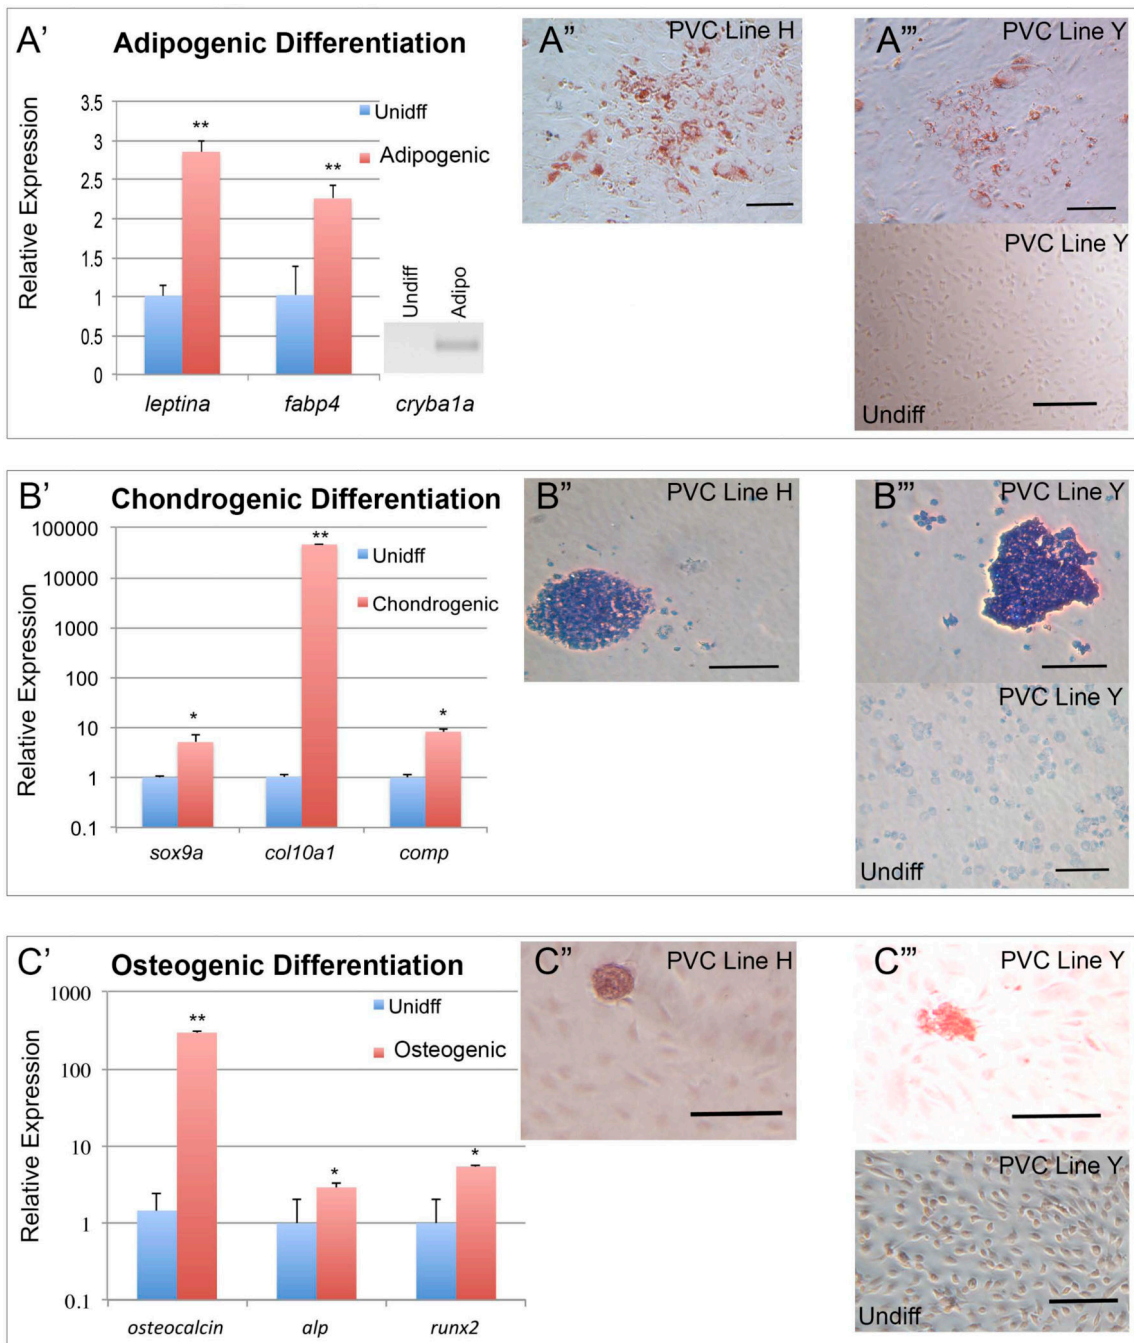 A’
Adipogenic Differentiation
Relative Expression
3.5
3
2.5
2
1.5
1
0.5
0
**
**
Unidff
Adipogenic
leptina
fabp4
cryba1a
Undiff
Adipo
A”
PVC Line H
A”’
PVC Line Y
PVC Line Y
Undiff
B’
Chondrogenic Differentiation
Relative Expression
100000
10000
1000
100
10
1
0.1
*
**
*
Unidff
Chondrogenic
sox9a
col10a1
comp
B”
PVC Line H
B”’
PVC Line Y
PVC Line Y
Undiff
C’
Osteogenic Differentiation
Relative Expression
1000
100
10
1
0.1
**
*
*
Unidff
Osteogenic
osteocalcin
alp
runx2
C”
PVC Line H
C”’
PVC Line Y
PVC Line Y
Undiff